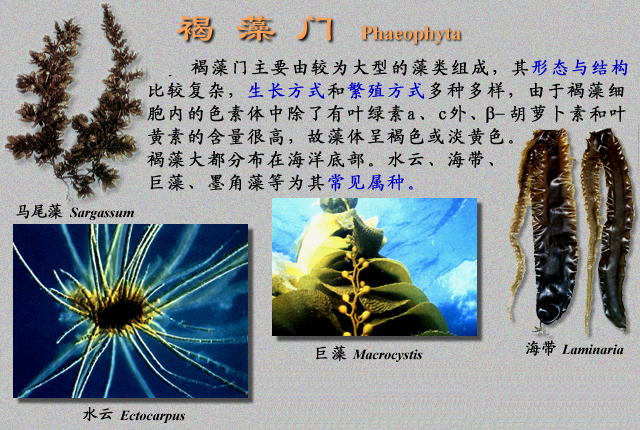 褐藻门 Phaeophyta
褐藻门主要由较为大型的藻类组成，其形态与结构
比较复杂，生长方式和繁殖方式多种多样，由于褐藻细
胞内的色素体中除了有叶绿素a、c外、β-胡萝卜素和叶
黄素的含量很高，故藻体呈褐色或淡黄色。
褐藻大都分布在海洋底部。水云、海带、
巨藻、墨角藻等为其常见属种。
马尾藻 Sargassum
巨藻 Macrocystis
海带 Laminaria
水云 Ectocarpus